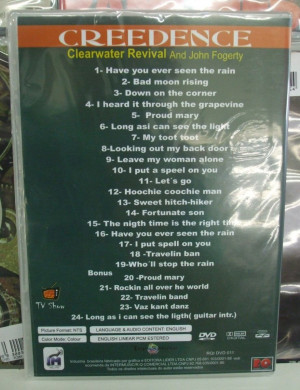 CREEDENCE
Clearwater Revival And John Fogerty
1- Have you ever seen the rain
2- Bad moon rising
3- Down on the corner
4- I heard it through the grapevine
5- Proud mary
6- Long asi can see the light
7- My toot toot
8-Looking out my back door
9- Leave my woman alone
10- I put a speel on you
11- Let´s go
12- Hoochie coochie man
13- Sweet hitch-hiker
14- Fortunate son
15- The nigth time is the right time
16- Have you ever seen the rain
17- I put spell on you
18 -Travelin ban
19-Who´ll stop the rain
Bonus
20 -Proud mary
21- Rockin all over he world
22- Travelin band
23- Vaz kant danz
24- Long as i can see the ligth( guitar intr.)
TV Show
Picture Format: NTS
LANGUAGE & AUDIO CONTENT: ENGLISH
Color Mode: Colour
ENGLISH LINEAR PCM ESTEREO
DVD